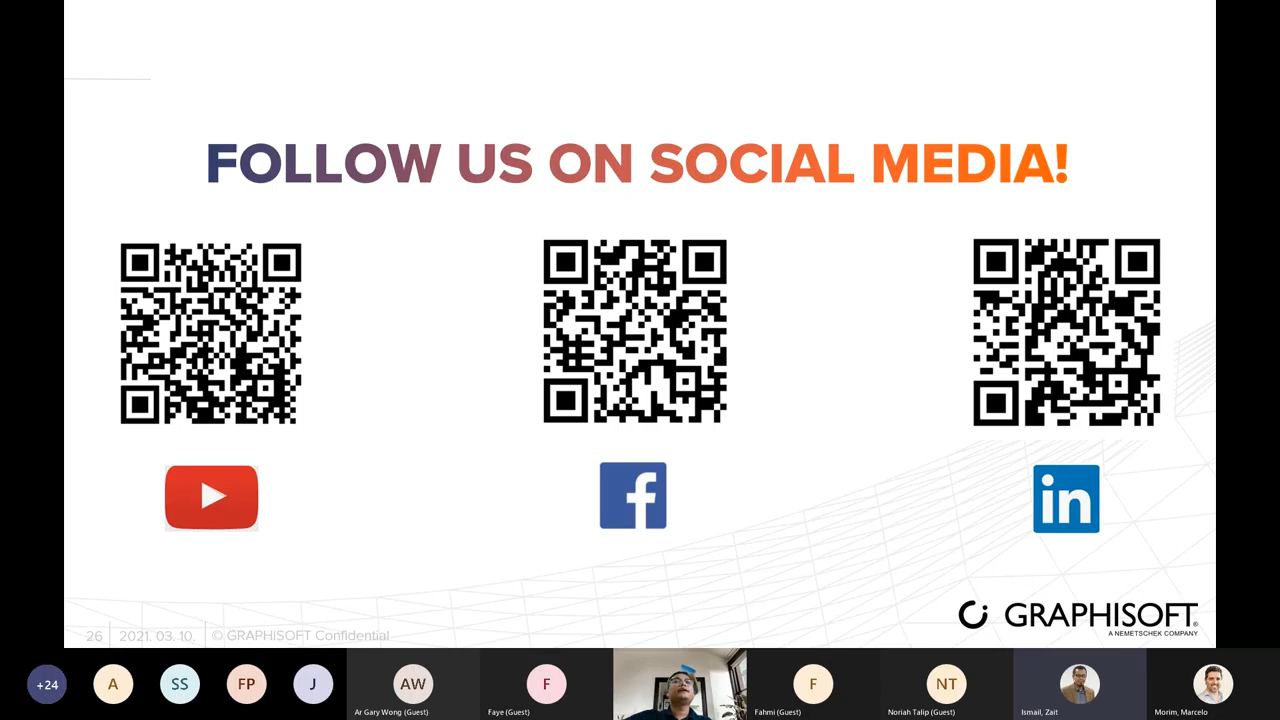 FOLLOW US ON SOCIAL MEDIA!
f
in
GRAPHISOFT®
A NEMETSCHEK COMPANY
26 2021. 03. 10. © GRAPHISOFT Confidential
+24
A
SS
FP
J
AW
F
F
NT
Ar Gary Wong (Guest)
Faye (Guest)
Fahmi (Guest)
Noriah Talip (Guest)
Ismail, Zait
Morim, Marcelo